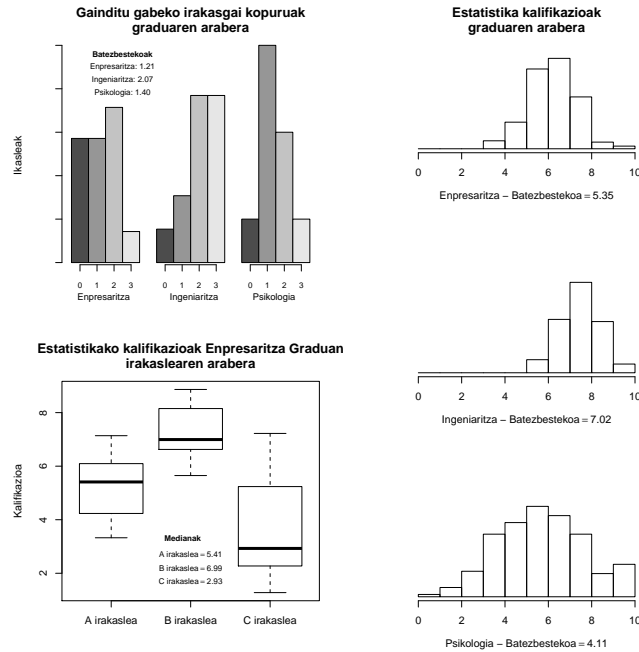 Gainditu gabeko irakasgai kopuruak
graduaren arabera
Batezbestekoak
Enpresaritza: 1.21
Ingeniaritza: 2.07
Psikologia: 1.40
Ikasleak
0 1 2 3 0 1 2 3 0 1 2 3
Enpresaritza Ingeniaritza Psikologia
Estatistika kalifikazioak
graduaren arabera
0 2 4 6 8 10
Enpresaritza – Batezbestekoa = 5.35
0 2 4 6 8 10
Ingeniaritza – Batezbestekoa = 7.02
0 2 4 6 8 10
Psikologia – Batezbestekoa = 4.11
Estatistikako kalifikazioak Enpresaritza Graduan
irakaslearen arabera
Kalifikazioa
8
6
4
2
Medianak
A irakaslea = 5.41
B irakaslea = 6.99
C irakaslea = 2.93
A irakaslea B irakaslea C irakaslea